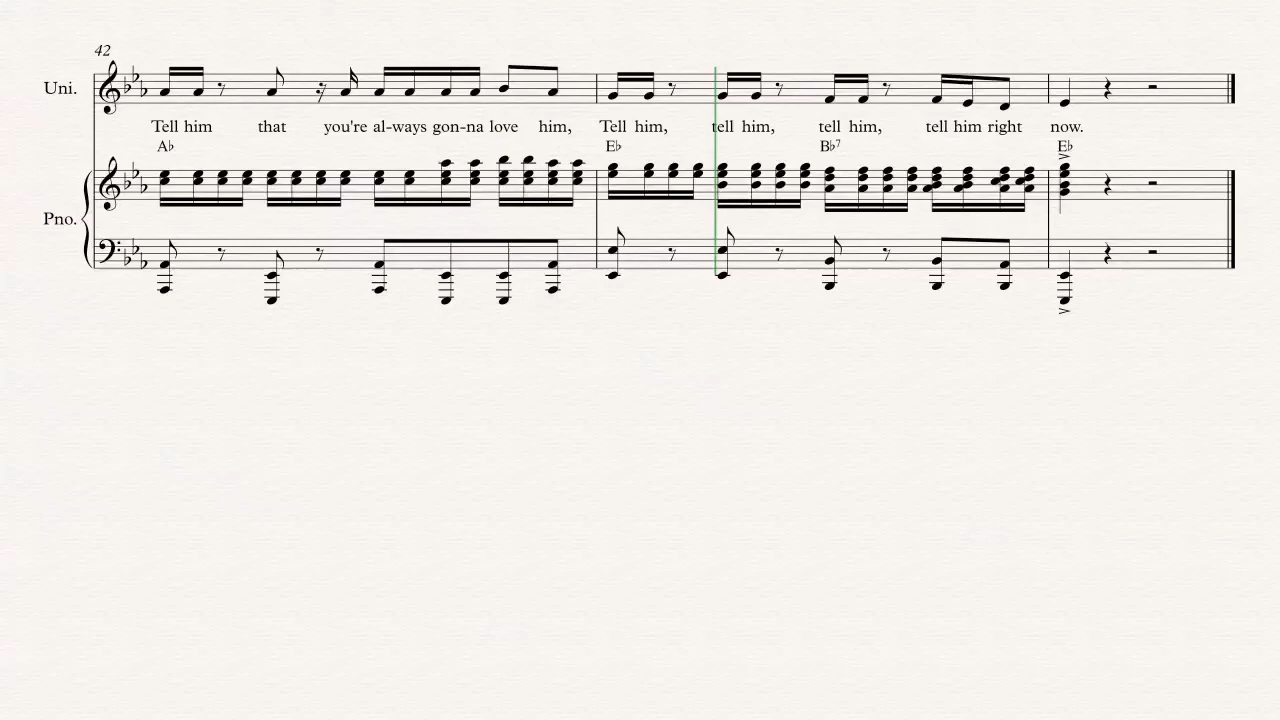 42
Uni.
Tell him that you're al-ways gon-na love him, Tell him, tell him, tell him, tell him right now.
A♭ E♭ B♭7 E♭
Pno.